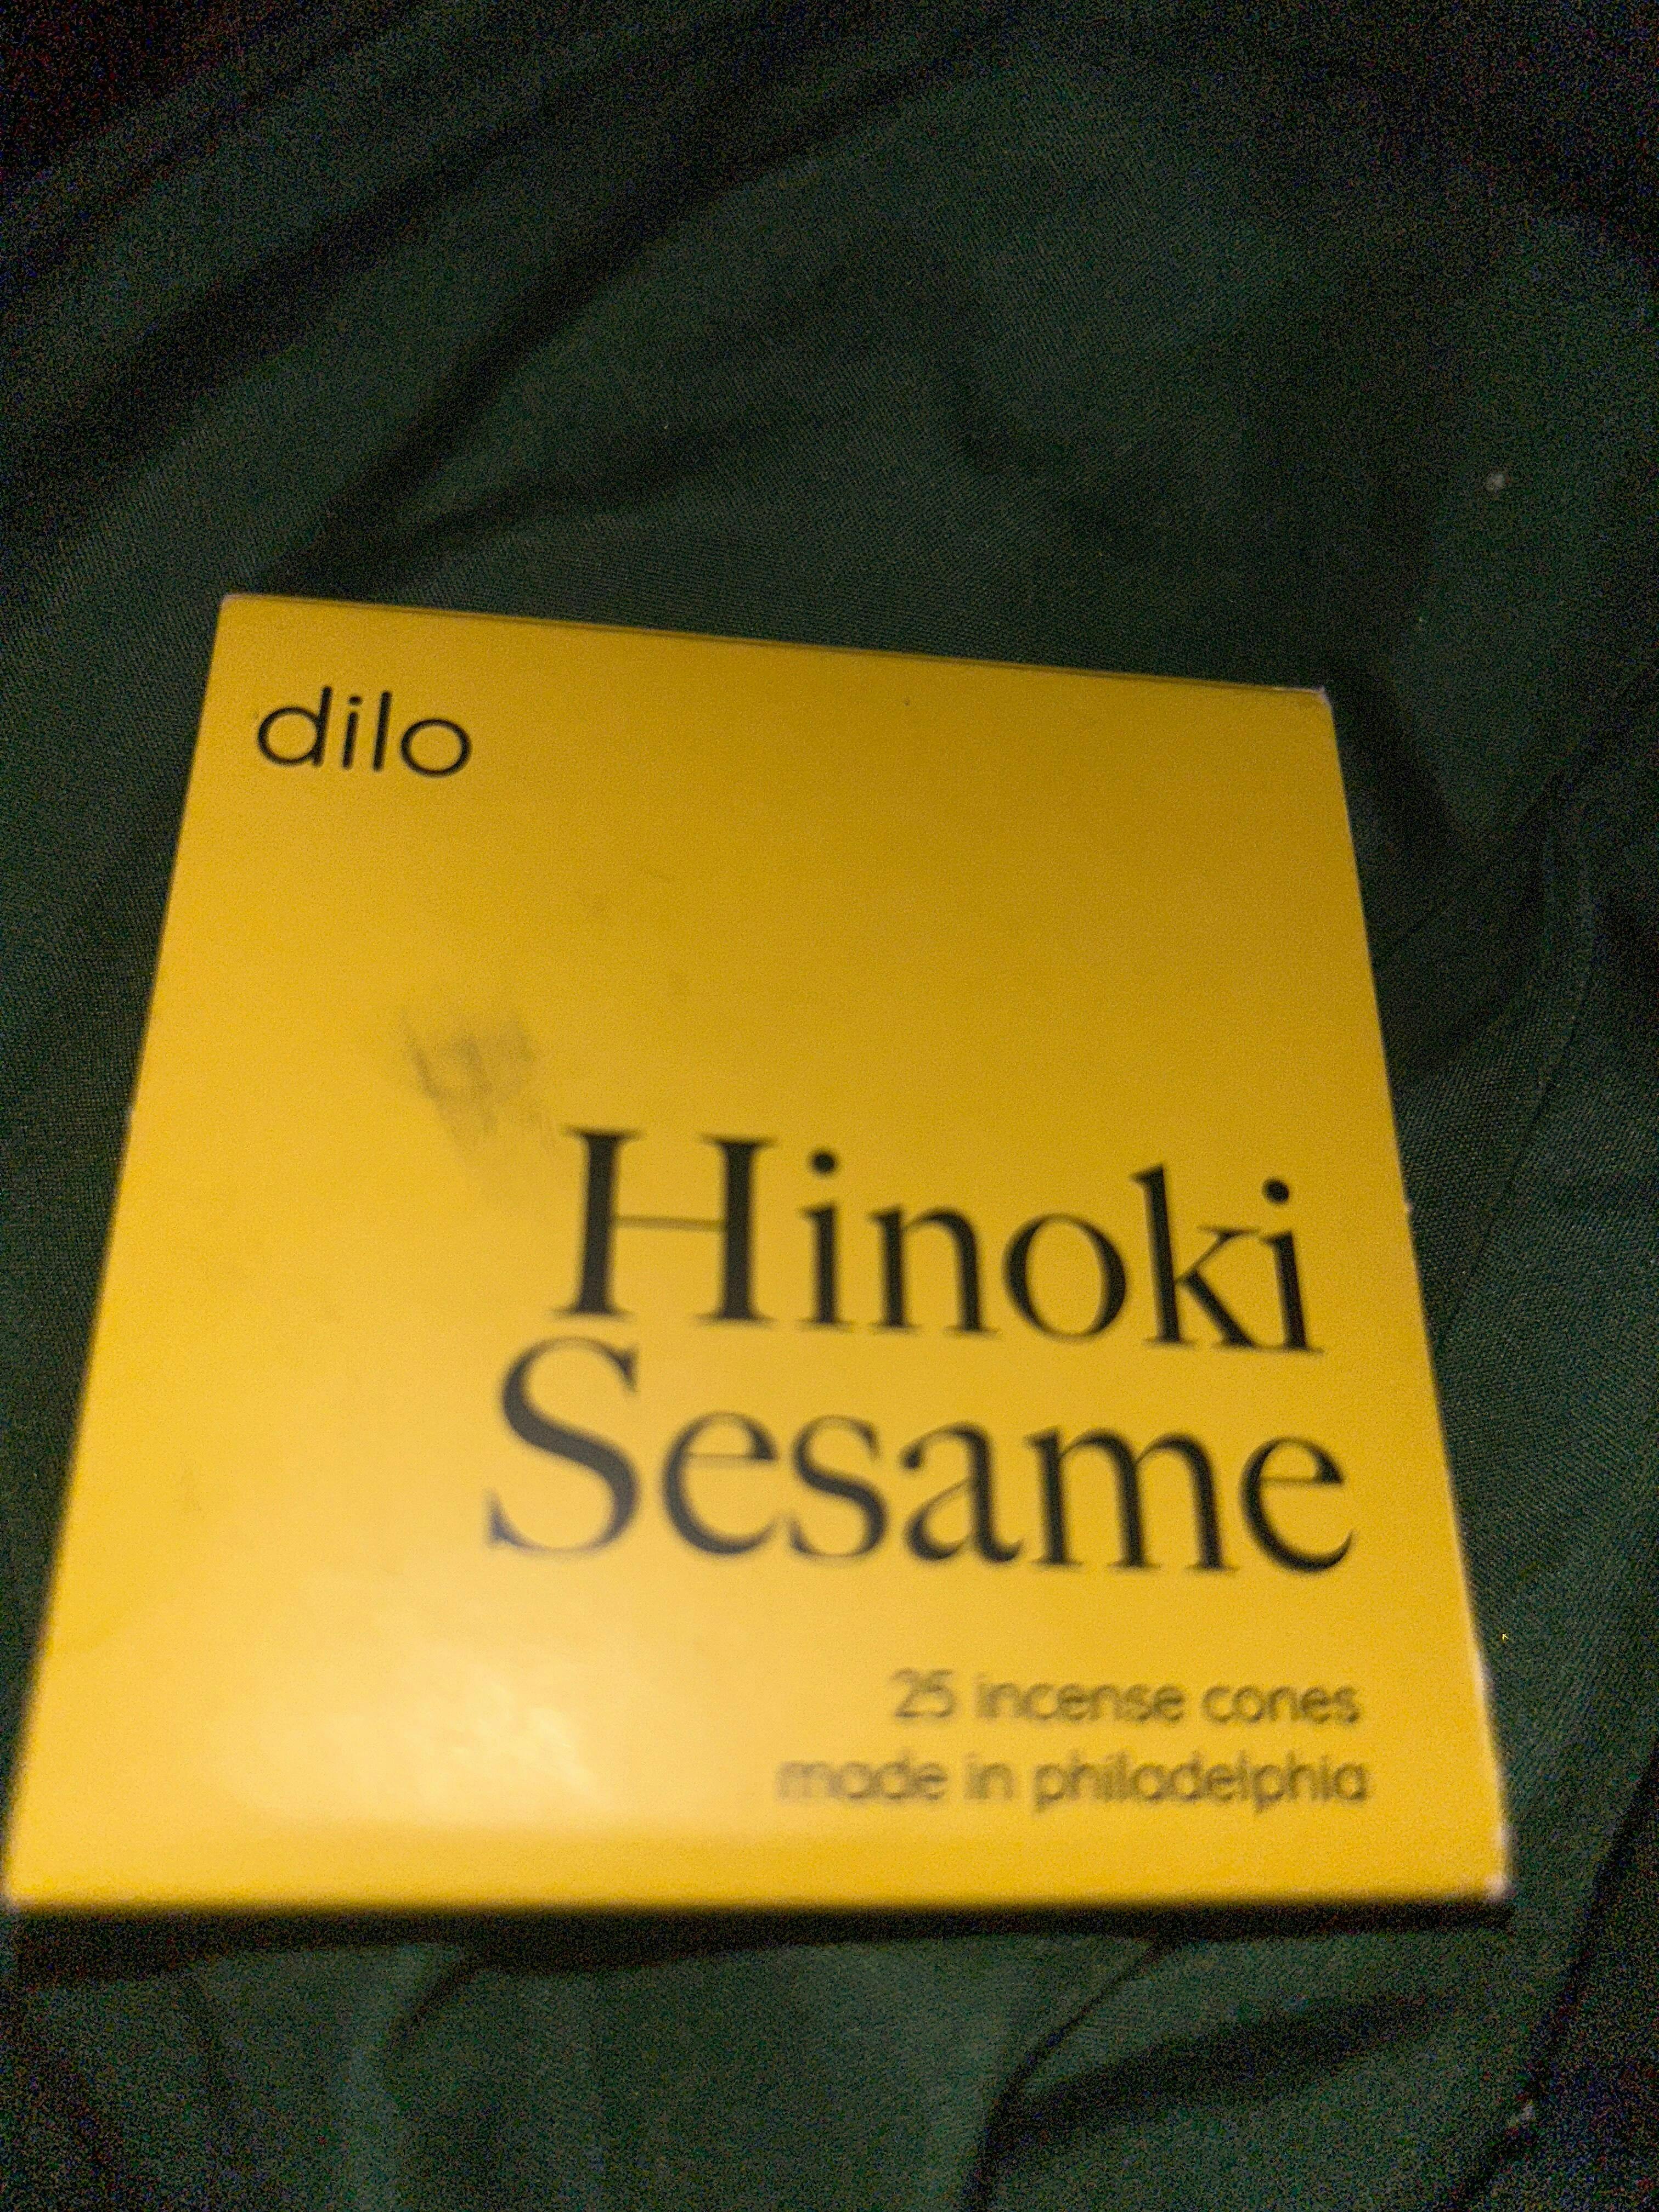 dilo
Hinoki
Sesame
25 incense cones
made in philadelphia